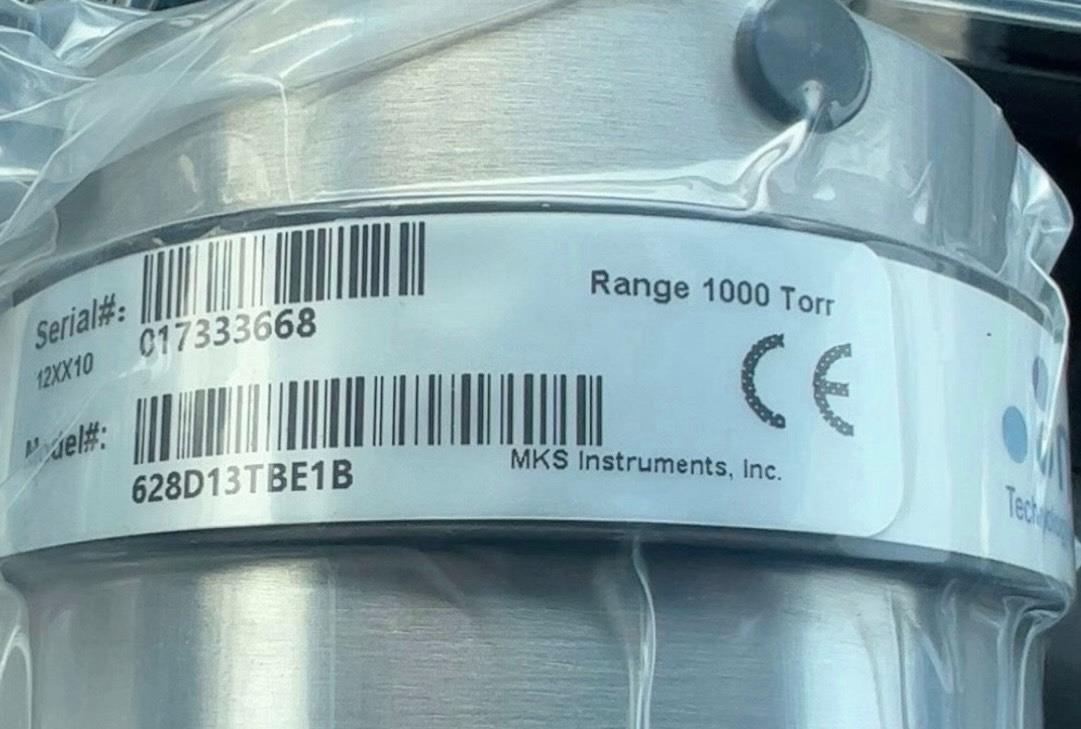 Serial#:
017333668
Range 1000 Torr
12XX10
CE
Model#:
628D13TBE1B
MKS Instruments, Inc.